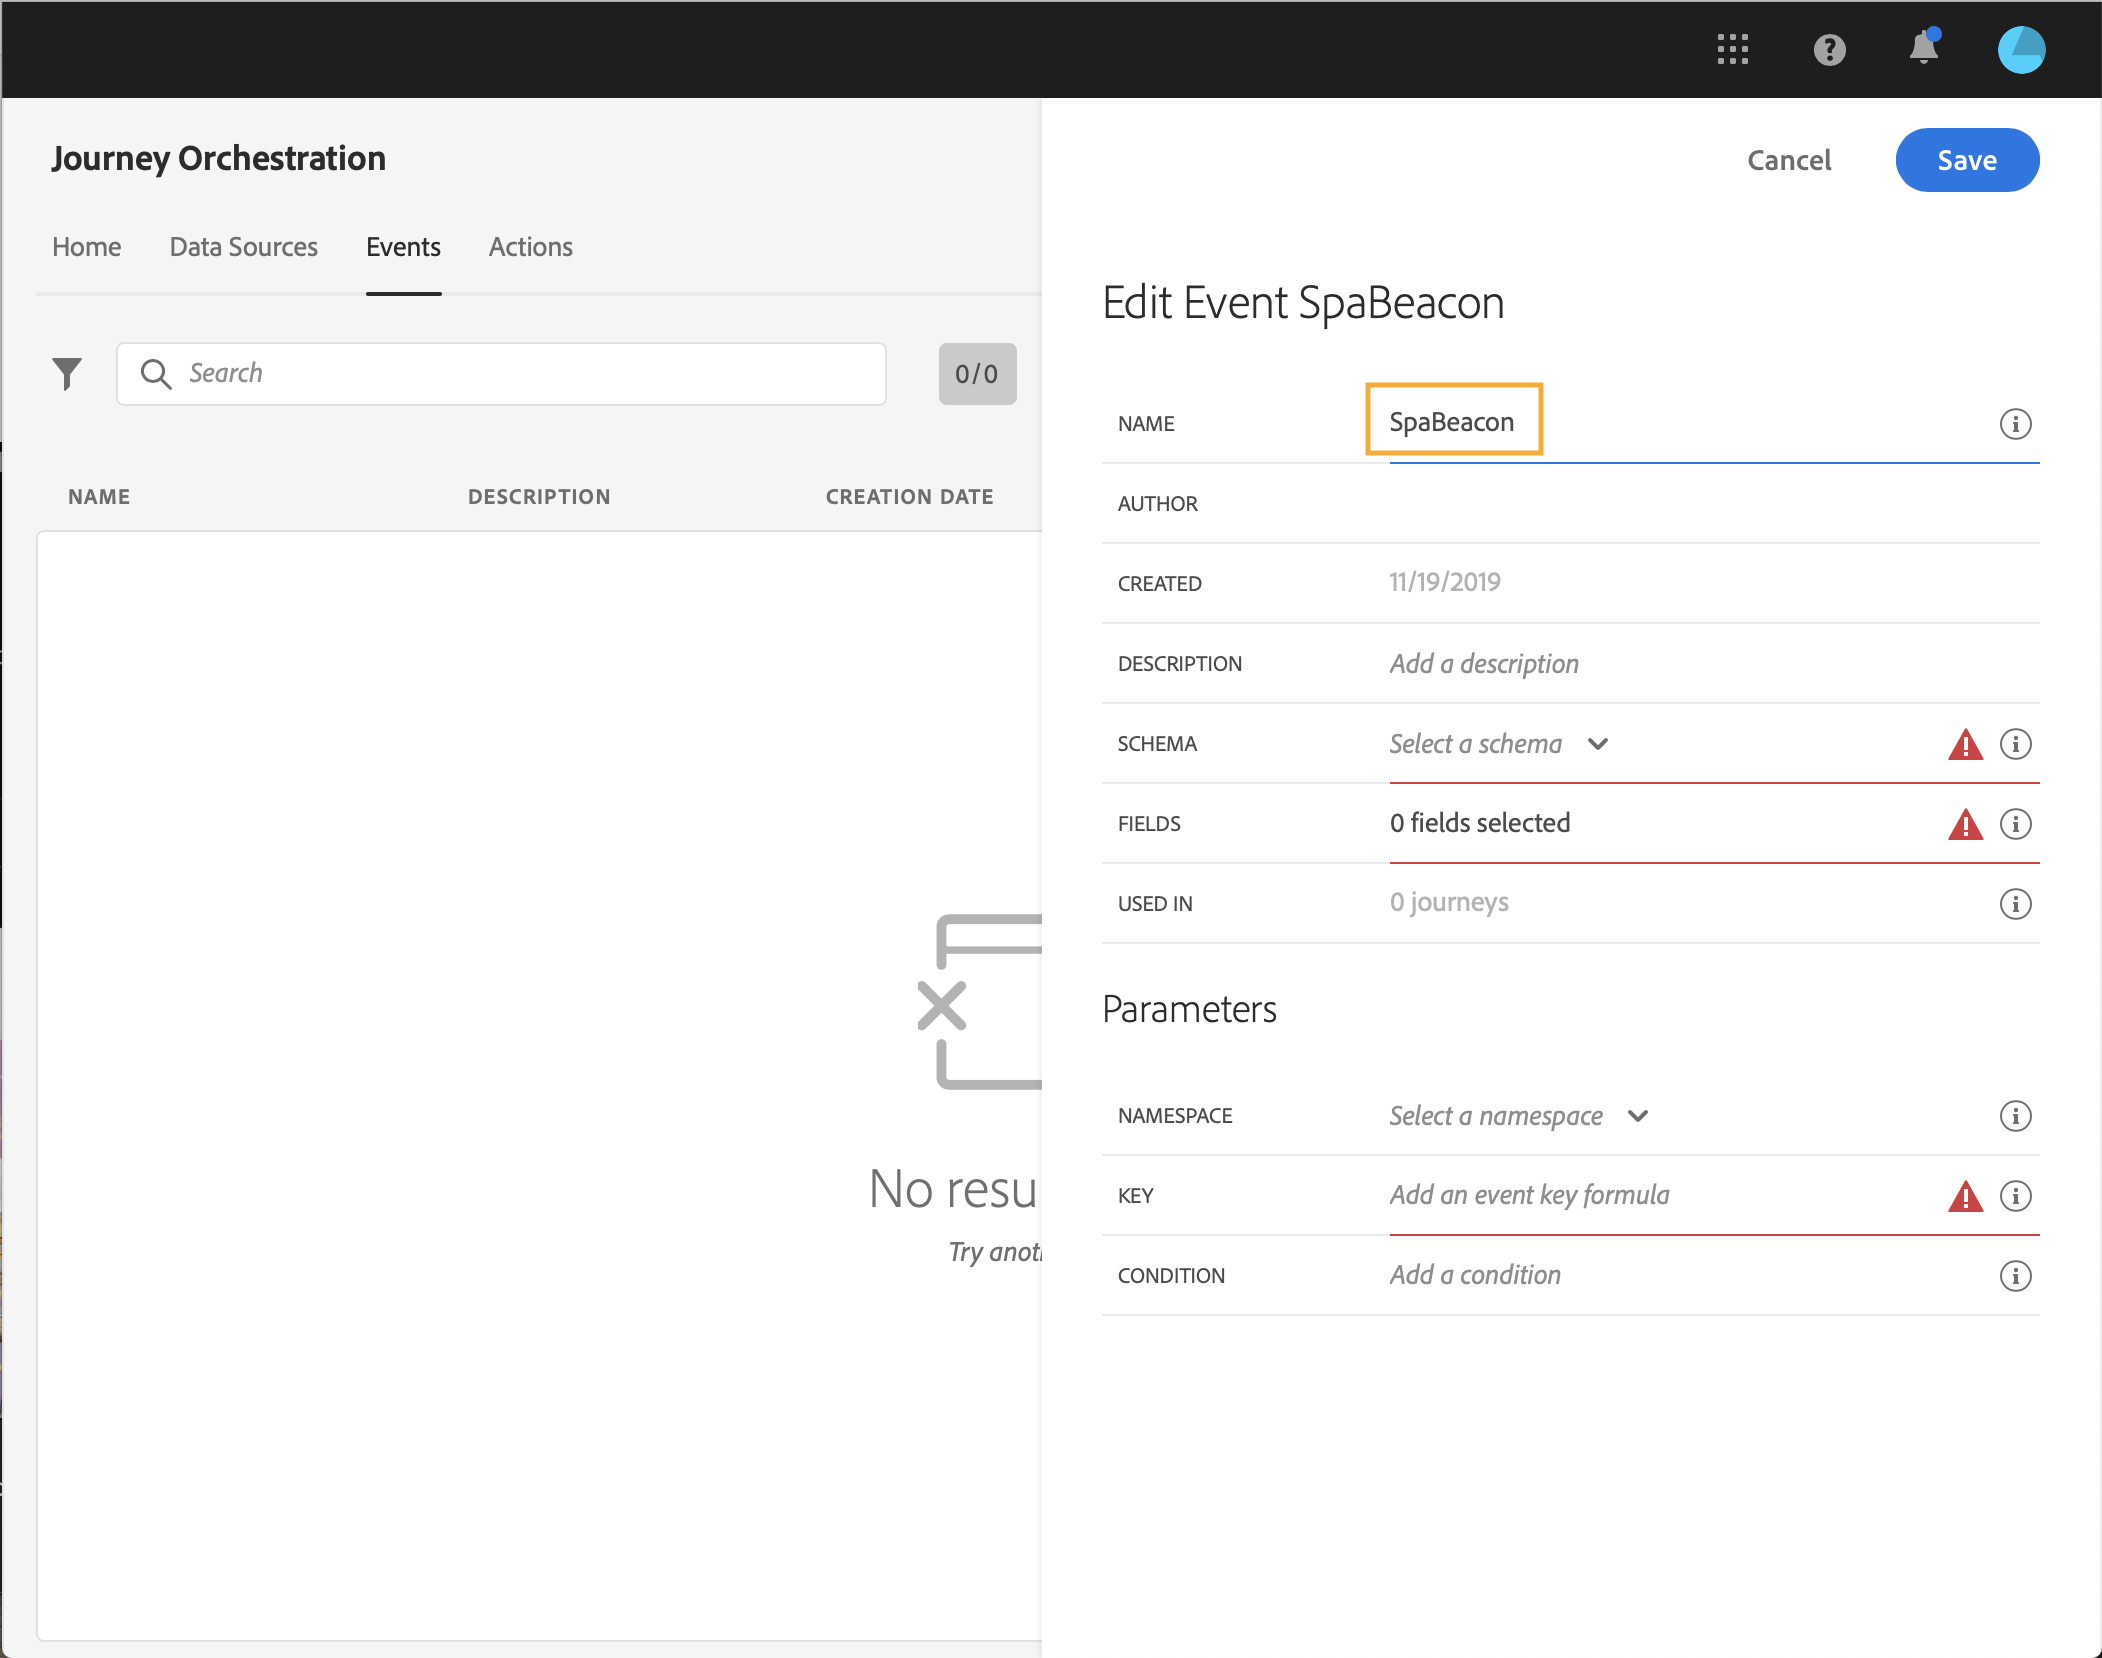 Journey Orchestration
Home Data Sources Events Actions
Search 0/0
NAME DESCRIPTION CREATION DATE
No resu
Try anot
Cancel Save
Edit Event SpaBeacon
NAME SpaBeacon
AUTHOR
CREATED 11/19/2019
DESCRIPTION Add a description
SCHEMA Select a schema
FIELDS 0 fields selected
USED IN 0 journeys
Parameters
NAMESPACE Select a namespace
KEY Add an event key formula
CONDITION Add a condition